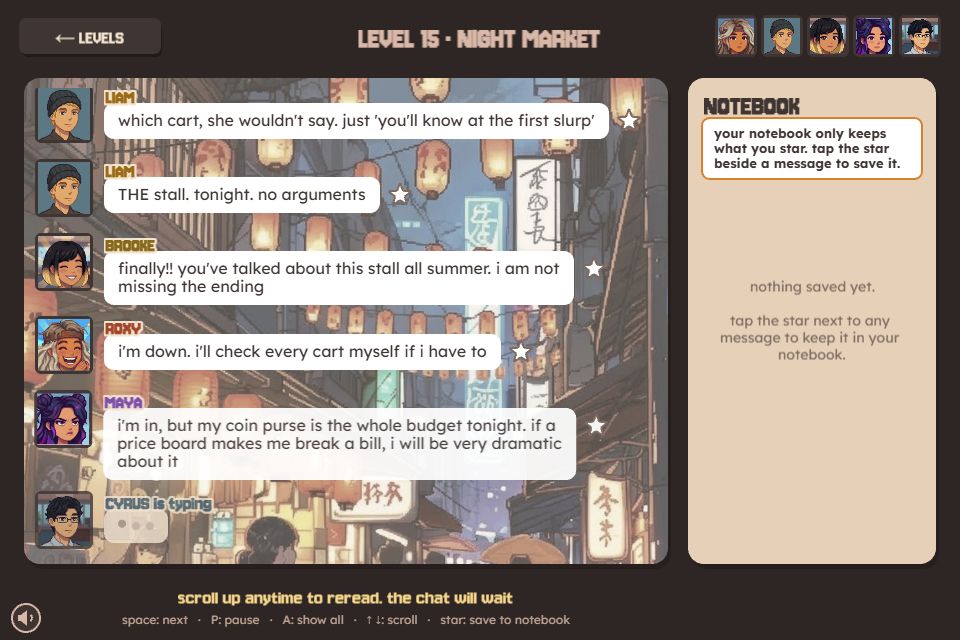 ← LEVELS
LEVEL 15 · NIGHT MARKET
LIAM
which cart, she wouldn't say. just 'you'll know at the first slurp'
LIAM
THE stall. tonight. no arguments
BROOKE
finally!! you've talked about this stall all summer. i am not
missing the ending
ROXY
i'm down. i'll check every cart myself if i have to
MAYA
i'm in, but my coin purse is the whole budget tonight. if a
price board makes me break a bill, i will be very dramatic
about it
CYRUS is typing
NOTEBOOK
your notebook only keeps
what you star. tap the star
beside a message to save it.
nothing saved yet.
tap the star next to any
message to keep it in your
notebook.
scroll up anytime to reread. the chat will wait
space: next · P: pause · A: show all · ↑↓: scroll · star: save to notebook